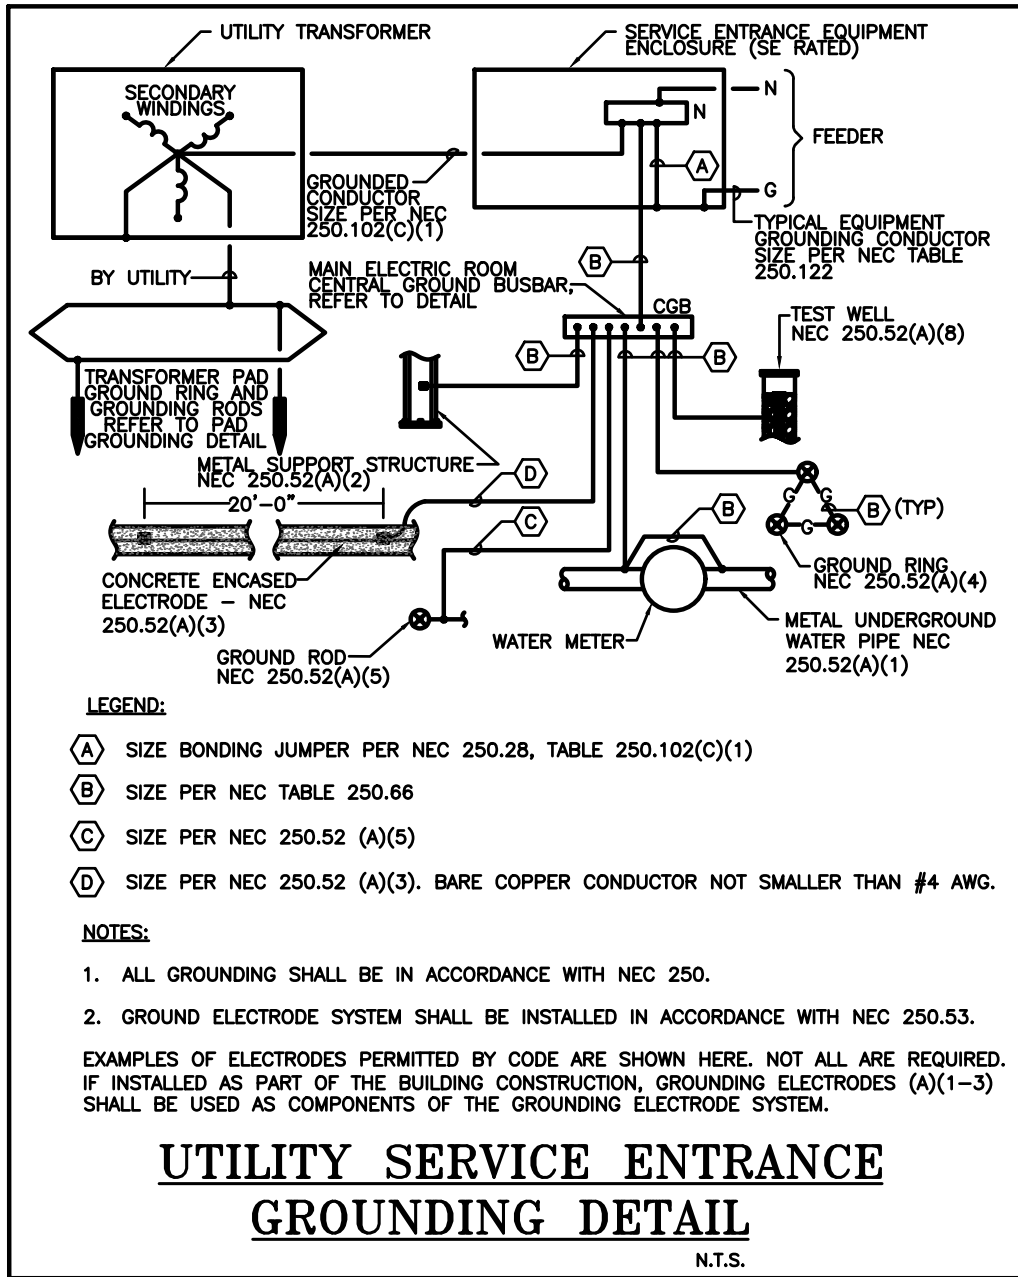 UTILITY TRANSFORMER
SERVICE ENTRANCE EQUIPMENT
ENCLOSURE (SE RATED)
SECONDARY
WINDINGS
N
N
FEEDER
A
GROUNDED
CONDUCTOR
SIZE PER NEC
250.102(C)(1)
G
TYPICAL EQUIPMENT
GROUNDING CONDUCTOR
SIZE PER NEC TABLE
250.122
BY UTILITY
MAIN ELECTRIC ROOM
CENTRAL GROUND BUSBAR,
REFER TO DETAIL
B
CGB
TEST WELL
NEC 250.52(A)(8)
B
B
TRANSFORMER PAD
GROUND RING AND
GROUNDING RODS
REFER TO PAD
GROUNDING DETAIL
METAL SUPPORT STRUCTURE
NEC 250.52(A)(2)
D
20'-0"
C
B
G
G
G
B (TYP)
CONCRETE ENCASED
ELECTRODE – NEC
250.52(A)(3)
GROUND RING
NEC 250.52(A)(4)
GROUND ROD
NEC 250.52(A)(5)
WATER METER
METAL UNDERGROUND
WATER PIPE NEC
250.52(A)(1)
LEGEND:
A SIZE BONDING JUMPER PER NEC 250.28, TABLE 250.102(C)(1)
B SIZE PER NEC TABLE 250.66
C SIZE PER NEC 250.52 (A)(5)
D SIZE PER NEC 250.52 (A)(3). BARE COPPER CONDUCTOR NOT SMALLER THAN #4 AWG.
NOTES:
1. ALL GROUNDING SHALL BE IN ACCORDANCE WITH NEC 250.
2. GROUND ELECTRODE SYSTEM SHALL BE INSTALLED IN ACCORDANCE WITH NEC 250.53.
EXAMPLES OF ELECTRODES PERMITTED BY CODE ARE SHOWN HERE. NOT ALL ARE REQUIRED.
IF INSTALLED AS PART OF THE BUILDING CONSTRUCTION, GROUNDING ELECTRODES (A)(1–3)
SHALL BE USED AS COMPONENTS OF THE GROUNDING ELECTRODE SYSTEM.
UTILITY SERVICE ENTRANCE
GROUNDING DETAIL
N.T.S.